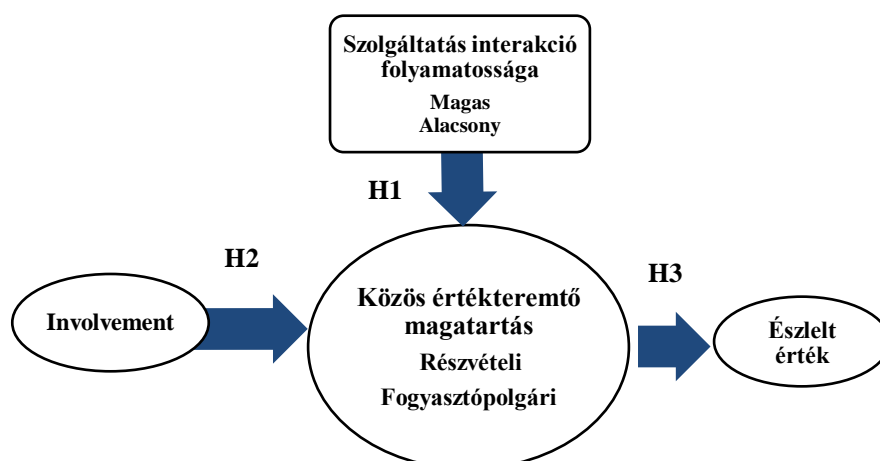 Szolgáltatás interakció
folyamatossága
Magas
Alacsony
H1
H2
H3
Involvement
Közös értékteremtő
magatartás
Részvételi
Fogyasztópolgári
Észlelt
érték